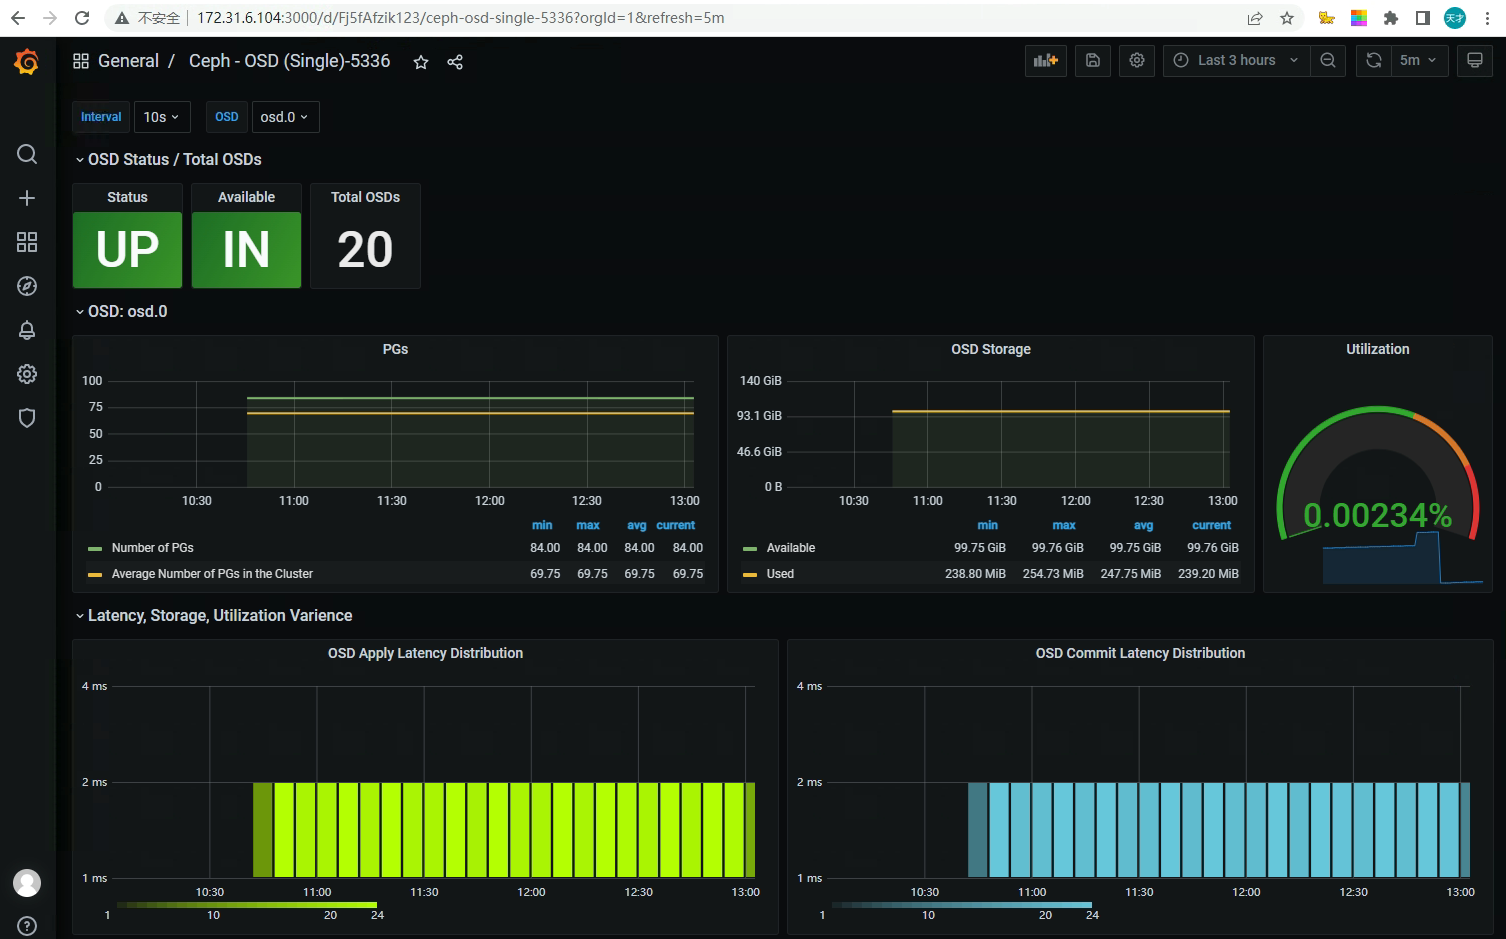 不安全 172.31.6.104:3000/d/Fj5fAfzik123/ceph-osd-single-5336?orgId=1&refresh=5m
天才
General / Ceph - OSD (Single)-5336
Last 3 hours
5m
Interval 10s OSD osd.0
OSD Status / Total OSDs
Status Available Total OSDs
UP IN 20
OSD: osd.0
PGs
100
75
50
25
0
10:30 11:00 11:30 12:00 12:30 13:00
min max avg current
Number of PGs 84.00 84.00 84.00 84.00
Average Number of PGs in the Cluster 69.75 69.75 69.75 69.75
OSD Storage
140 GiB
93.1 GiB
46.6 GiB
0 B
10:30 11:00 11:30 12:00 12:30 13:00
min max avg current
Available 99.75 GiB 99.76 GiB 99.75 GiB 99.76 GiB
Used 238.80 MiB 254.73 MiB 247.75 MiB 239.20 MiB
Utilization
0.00234%
Latency, Storage, Utilization Varience
OSD Apply Latency Distribution
4 ms
2 ms
1 ms
10:30 11:00 11:30 12:00 12:30 13:00
1 10 20 24
OSD Commit Latency Distribution
4 ms
2 ms
1 ms
10:30 11:00 11:30 12:00 12:30 13:00
1 10 20 24